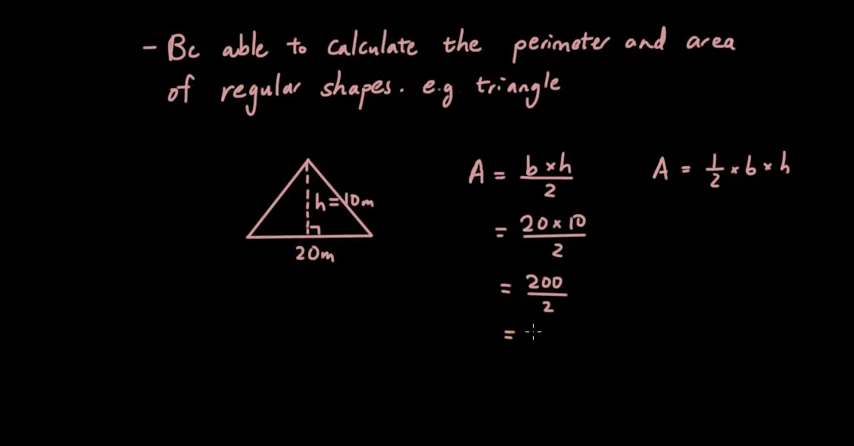 - Be able to calculate the perimeter and area
of regular shapes. e.g triangle
A = b × h / 2
A = 1/2 × b × h
h = 10m
= 20 × 10 / 2
20m
= 200 / 2
=